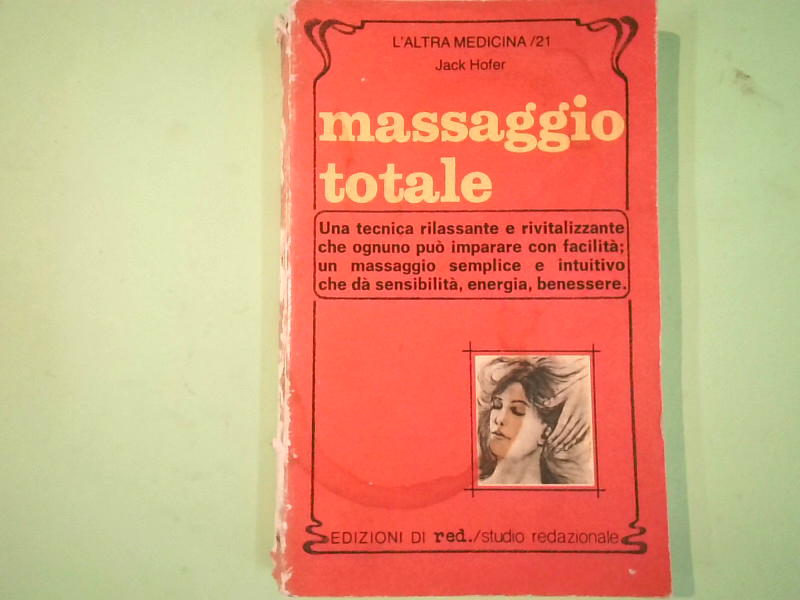 L'ALTRA MEDICINA /21
Jack Hofer
massaggio
totale
Una tecnica rilassante e rivitalizzante
che ognuno può imparare con facilità;
un massaggio semplice e intuitivo
che dà sensibilità, energia, benessere.
EDIZIONI DI red./studio redazionale